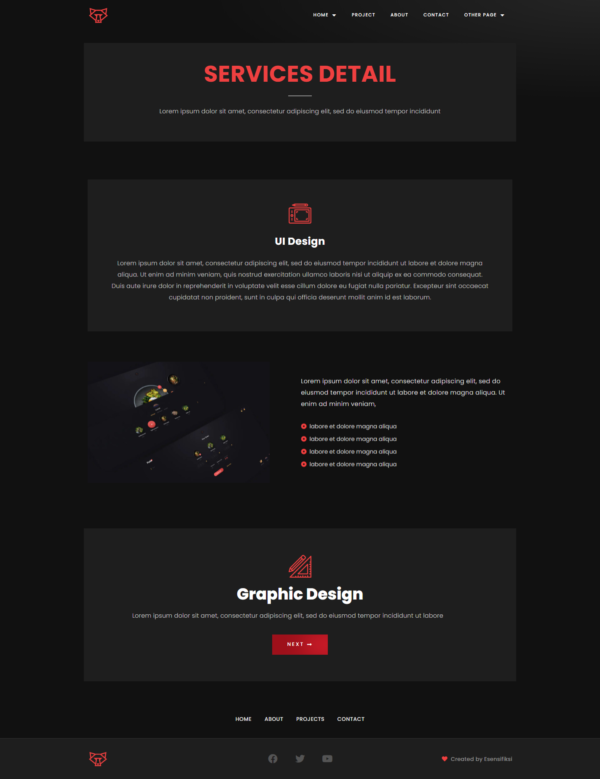 HOME PROJECT ABOUT CONTACT OTHER PAGE
SERVICES DETAIL
Lorem ipsum dolor sit amet, consectetur adipiscing elit, sed do eiusmod tempor incididunt
UI Design
Lorem ipsum dolor sit amet, consectetur adipiscing elit, sed do eiusmod tempor incididunt ut labore et dolore magna
aliqua. Ut enim ad minim veniam, quis nostrud exercitation ullamco laboris nisi ut aliquip ex ea commodo consequat.
Duis aute irure dolor in reprehenderit in voluptate velit esse cillum dolore eu fugiat nulla pariatur. Excepteur sint occaecat
cupidatat non proident, sunt in culpa qui officia deserunt mollit anim id est laborum.
Lorem ipsum dolor sit amet, consectetur adipiscing elit, sed do
eiusmod tempor incididunt ut labore et dolore magna aliqua. Ut
enim ad minim veniam,
labore et dolore magna aliqua
labore et dolore magna aliqua
labore et dolore magna aliqua
labore et dolore magna aliqua
Graphic Design
Lorem ipsum dolor sit amet, consectetur adipiscing elit, sed do eiusmod tempor incididunt ut labore
NEXT →
HOME ABOUT PROJECTS CONTACT
Created by Esensifiksi